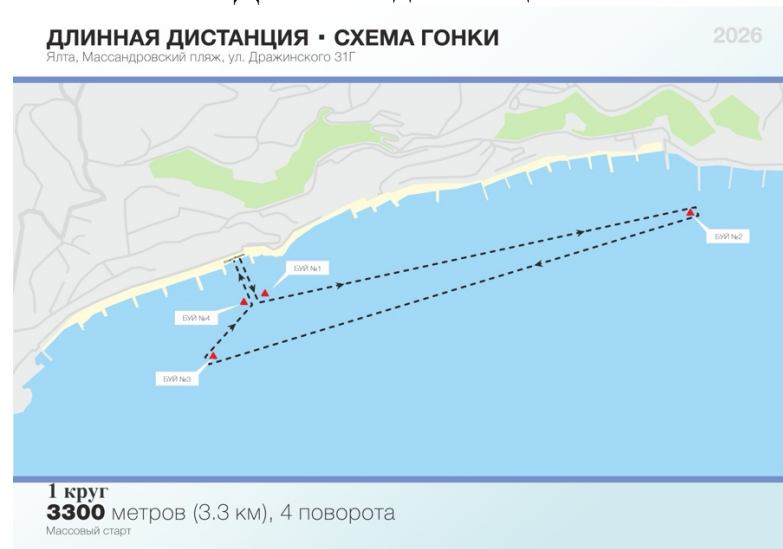 ДЛИННАЯ ДИСТАНЦИЯ · СХЕМА ГОНКИ
2026
Ялта, Массандровский пляж, ул. Дражинского 31Г
БУЙ №2
БУЙ №1
БУЙ №4
БУЙ №3
1 круг
3300 метров (3.3 км), 4 поворота
Массовый старт